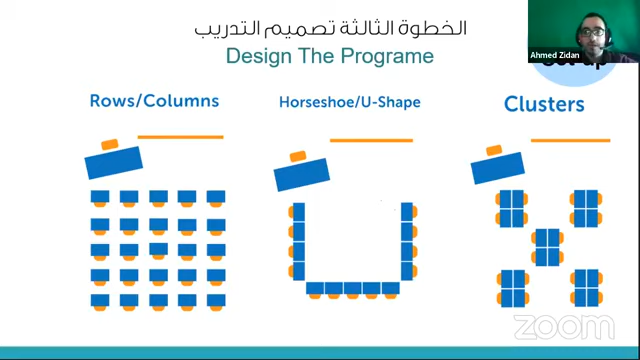 الخطوة الثالثة تصميم التدريب
Design The Programe
Ahmed Zidan
Rows/Columns
Horseshoe/U-Shape
Clusters
zoom